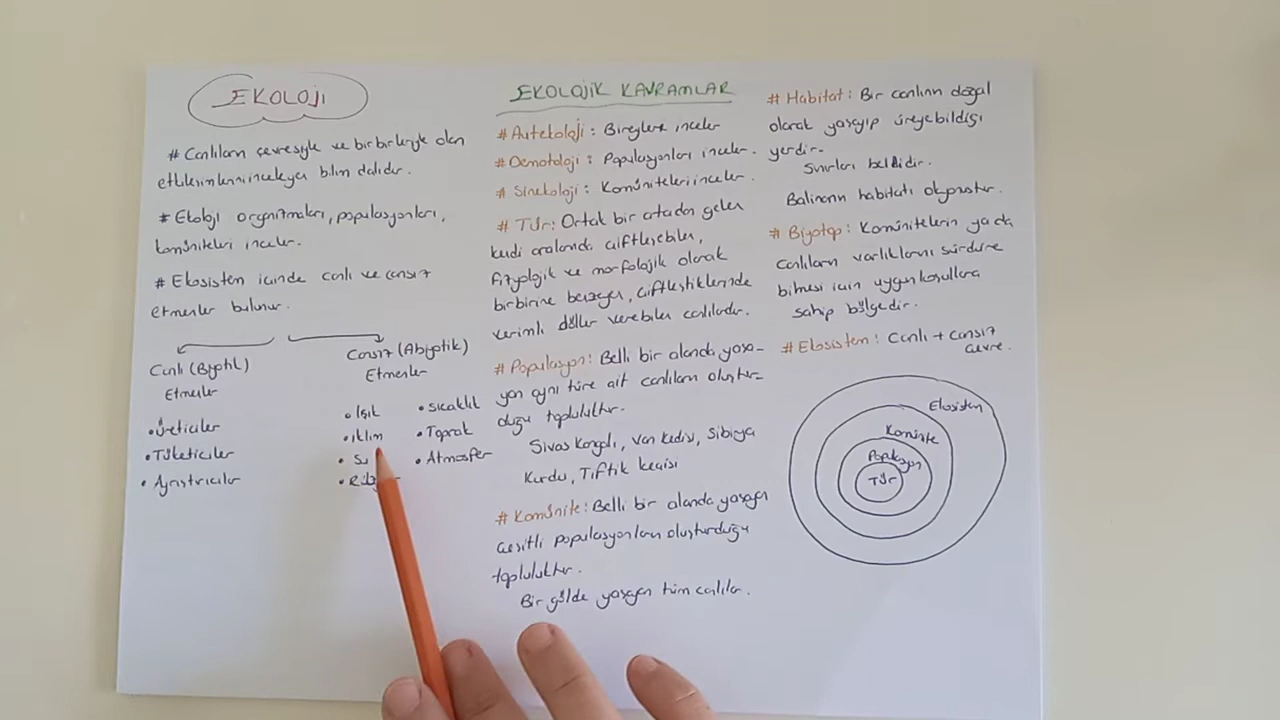 EKOLOJİ
# Canlıların çevresiyle ve birbirleriyle olan
etkileşimlerini inceleyen bilim dalıdır.
# Ekoloji organizmaları, populasyonları,
komüniteleri inceler.
# Ekosistem içinde canlı ve cansız
etmenler bulunur.
Canlı (Biyotik)
Etmenler
• Üreticiler
• Tüketiciler
• Ayrıştırıcılar
Cansız (Abiyotik)
Etmenler
• Işık
• iklim
• Su
• Sıcaklık
• Toprak
• Atmosfer
EKOLOJİK KAVRAMLAR
# Autekoloji : Bireyleri inceler
# Demotoloji : Populasyonları inceler.
# Sinekoloji : Komüniteleri inceler.
# Tür : Ortak bir atadan gelen
kendi aralarında çiftleşebilen,
fizyolojik ve morfolojik olarak
birbirine benzeyen, çiftleştiklerinde
verimli döller verebilen canlılardır.
# Populasyon : Belli bir alanda yaşa-
yan aynı türe ait canlıların oluştur-
duğu topluluktur.
Sivas Kangalı, Van kedisi, Sibirya
Kurdu, Tiftik keçisi
# Komünite : Belli bir alanda yaşayan
çeşitli populasyonların oluşturduğu
topluluktur.
Bir gölde yaşayan tüm canlılar.
# Habitat : Bir canlının doğal
olarak yaşayıp üreyebildiği
yerdir.
Sınırları bellidir.
Balinanın habitatı okyanustur.
# Biyotop : Komünitelerin ya da
canlıların varlıklarını sürdüre
bilmesi için uygun koşullara
sahip bölgedir.
# Ekosistem : Canlı + cansız
çevre.
Ekosistem
Komünite
Populasyon
Tür